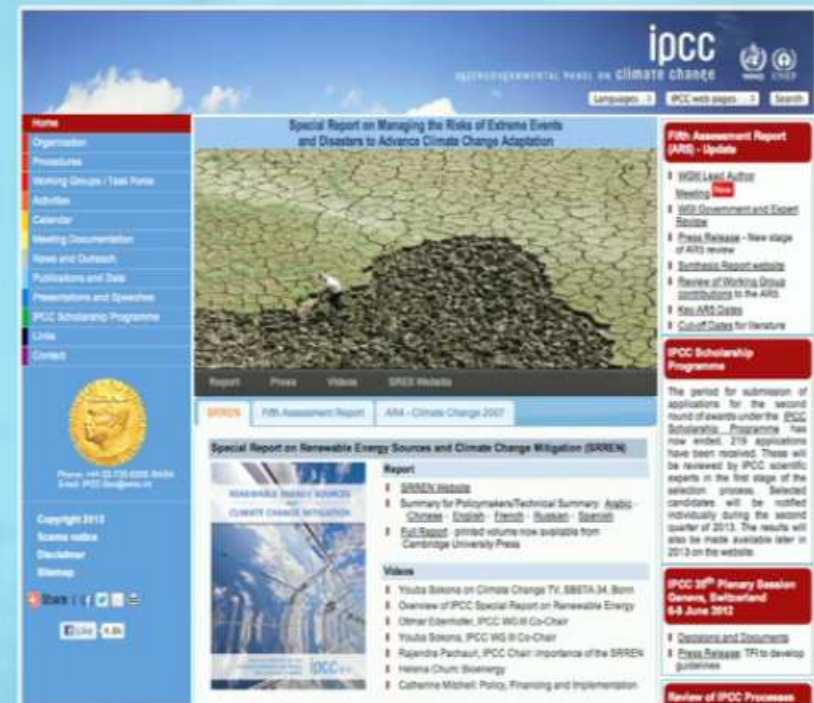 ipcc
INTERGOVERNMENTAL PANEL ON climate change
WMO UNEP
Languages
IPCC web pages
Search
Home
Organization
Procedures
Working Groups / Task Force
Activities
Calendar
Meeting Documentation
News and Outreach
Publications and Data
Presentations and Speeches
IPCC Scholarship Programme
Links
Contact
Copyright 2012
Scams notice
Disclaimer
Sitemap
Share
Like
Special Report on Managing the Risks of Extreme Events
and Disasters to Advance Climate Change Adaptation
Report Press Videos SREX Website
SRREN Fifth Assessment Report AR4 - Climate Change 2007
Special Report on Renewable Energy Sources and Climate Change Mitigation (SRREN)
RENEWABLE ENERGY SOURCES
AND
CLIMATE CHANGE MITIGATION
ipcc
Report
SRREN Website
Summary for Policymakers/Technical Summary: Arabic -
Chinese - English - French - Russian - Spanish
Full Report - printed volume now available from
Cambridge University Press
Videos
Youba Sokona on Climate Change TV, SBSTA 34, Bonn
Overview of IPCC Special Report on Renewable Energy
Ottmar Edenhofer, IPCC WG III Co-Chair
Youba Sokona, IPCC WG III Co-Chair
Rajendra Pachauri, IPCC Chair: Importance of the SRREN
Helena Chum: Bioenergy
Catherine Mitchell: Policy, Financing and Implementation
Fifth Assessment Report
(AR5) - Update
WGIII Lead Author
Meeting New
WGI Government and Expert
Review
Press Release - New stage
of AR5 review
Synthesis Report website
Review of Working Group
contributions to the AR5
Key AR5 Dates
Cut-off Dates for literature
IPCC Scholarship
Programme
The period for submission of
applications for the second
round of awards under the IPCC
Scholarship Programme has
now ended. 219 applications
have been received. These will
be reviewed by IPCC scientific
experts in the first stage of the
selection process. Selected
candidates will be notified
individually during the second
quarter of 2013. The results will
also be made available later in
2013 on the website.
IPCC 35th Plenary Session
Geneva, Switzerland
6-9 June 2012
Decisions and Documents
Press Release: TFI to develop
guidelines
Review of IPCC Processes